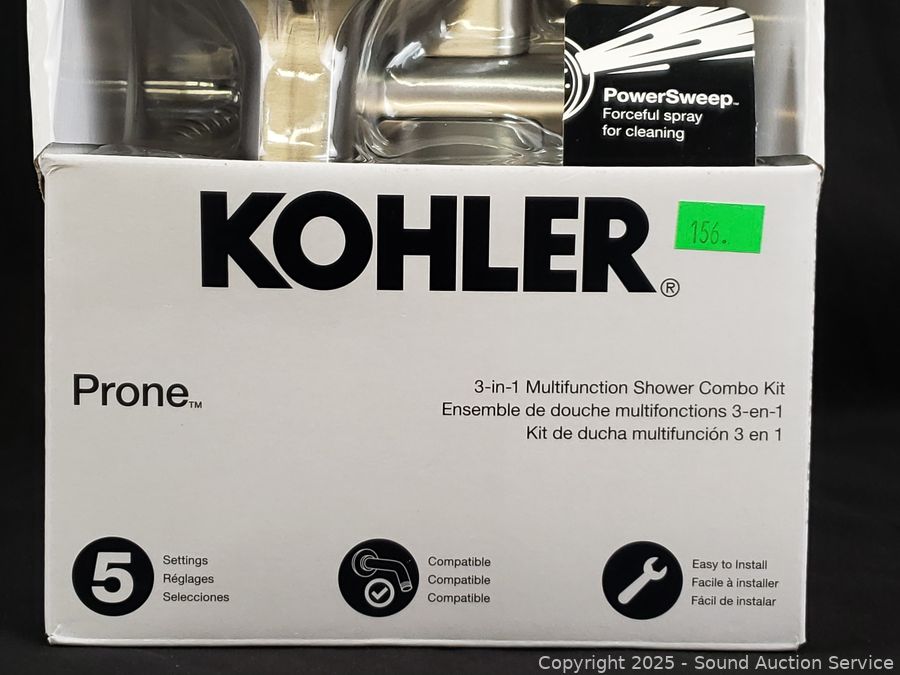 PowerSweep™
Forceful spray
for cleaning
KOHLER®
156.
Prone™
3-in-1 Multifunction Shower Combo Kit
Ensemble de douche multifonctions 3-en-1
Kit de ducha multifunción 3 en 1
5
Settings
Réglages
Selecciones
Compatible
Compatible
Compatible
Easy to Install
Facile à installer
Fácil de instalar
Copyright 2025 - Sound Auction Service